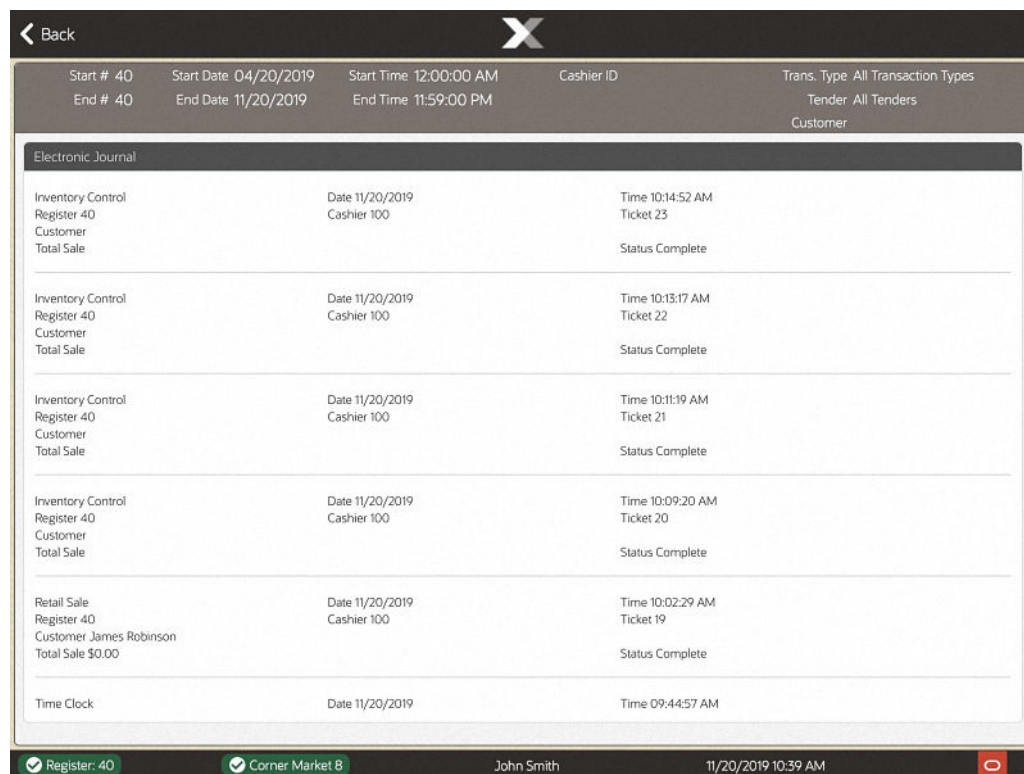 Back
Start # 40 Start Date 04/20/2019 Start Time 12:00:00 AM Cashier ID Trans. Type All Transaction Types
End # 40 End Date 11/20/2019 End Time 11:59:00 PM Tender All Tenders
Customer
Electronic Journal
Inventory Control Date 11/20/2019 Time 10:14:52 AM
Register 40 Cashier 100 Ticket 23
Customer
Total Sale Status Complete
Inventory Control Date 11/20/2019 Time 10:13:17 AM
Register 40 Cashier 100 Ticket 22
Customer
Total Sale Status Complete
Inventory Control Date 11/20/2019 Time 10:11:19 AM
Register 40 Cashier 100 Ticket 21
Customer
Total Sale Status Complete
Inventory Control Date 11/20/2019 Time 10:09:20 AM
Register 40 Cashier 100 Ticket 20
Customer
Total Sale Status Complete
Retail Sale Date 11/20/2019 Time 10:02:29 AM
Register 40 Cashier 100 Ticket 19
Customer James Robinson
Total Sale $0.00 Status Complete
Time Clock Date 11/20/2019 Time 09:44:57 AM
Register: 40 Corner Market 8 John Smith 11/20/2019 10:39 AM